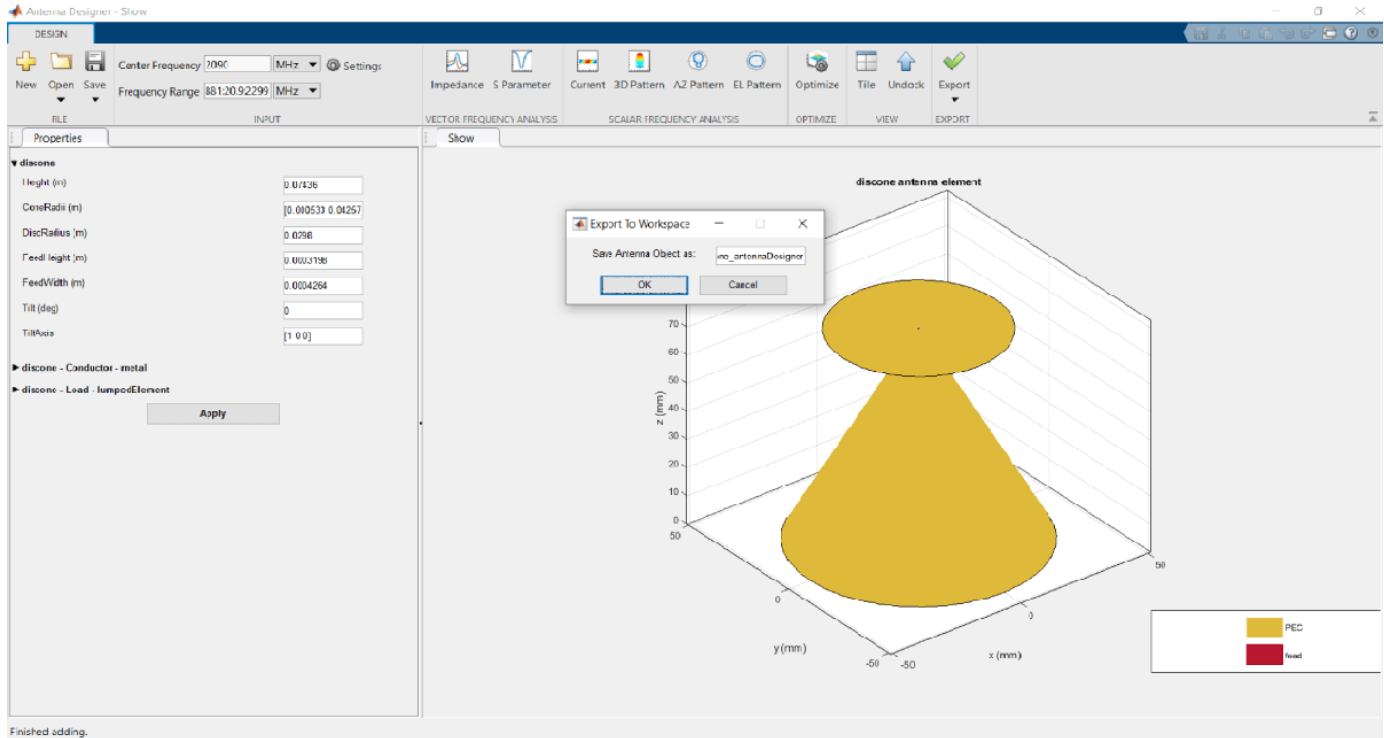 Antenna Designer - Show
DESIGN
New Open Save
Center Frequency 2090 MHz Settings
Frequency Range 881:20.92299 MHz
Impedance S Parameter Current 3D Pattern AZ Pattern EL Pattern Optimize Tile Undock Export
FILE INPUT VECTOR FREQUENCY ANALYSIS SCALAR FREQUENCY ANALYSIS OPTIMIZE VIEW EXPORT
Properties
Show
discone
Height (m) 0.07436
ConeRadii (m) [0.000533 0.04257
DiscRadius (m) 0.0298
FeedHeight (m) 0.0003198
FeedWidth (m) 0.0004264
Tilt (deg) 0
TiltAxis [1 0 0]
discone - Conductor - metal
discone - Load - lumpedElement
Apply
discone antenna element
Export To Workspace
Save Antenna Object as: ne_antennaDesigner
OK Cancel
70
60
50
40
30
20
10
0
z (mm)
50
0
-50
y (mm)
-50
0
50
x (mm)
PEC
feed
Finished adding.